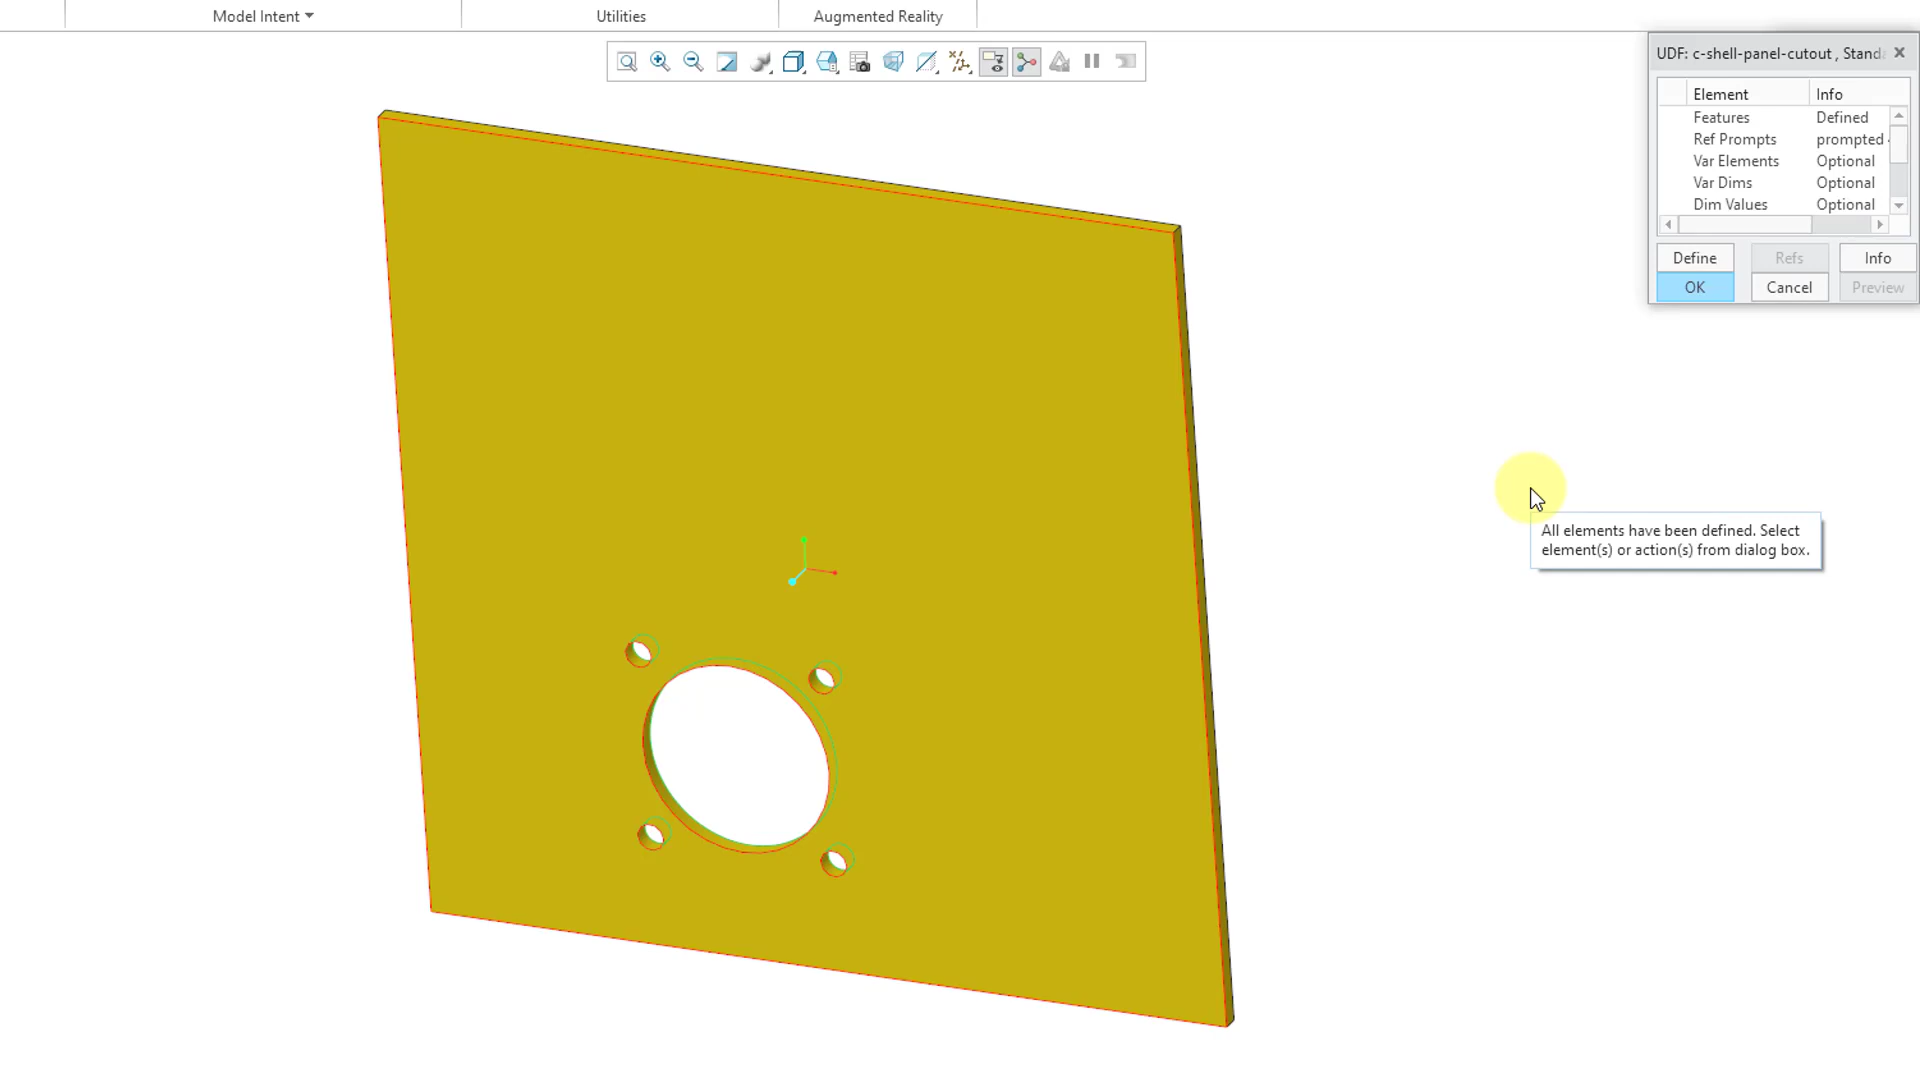 Model Intent
Utilities
Augmented Reality
UDF: c-shell-panel-cutout , Standa
Element Info
Features Defined
Ref Prompts prompted
Var Elements Optional
Var Dims Optional
Dim Values Optional
Define Refs Info
OK Cancel Preview
All elements have been defined. Select
element(s) or action(s) from dialog box.